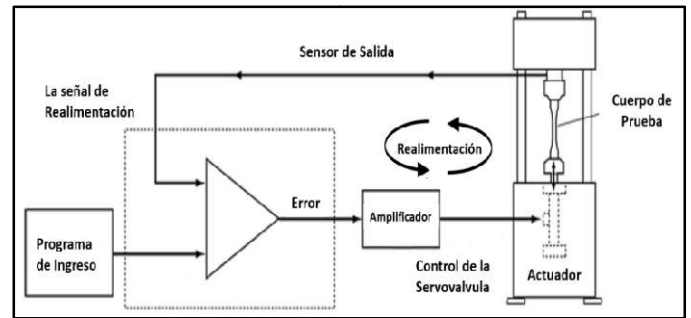 Sensor de Salida
La señal de
Realimentación
Cuerpo de
Prueba
Realimentación
Error
Amplificador
Programa
de Ingreso
Control de la
Servovalvula
Actuador